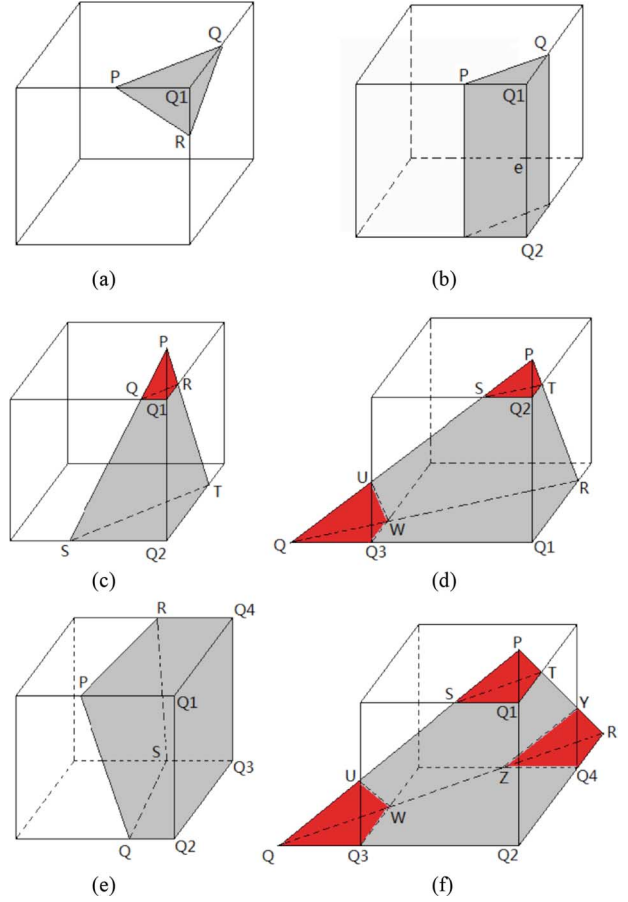 Q
P
Q1
R
Q
P
Q1
e
Q2
(a) (b)
P
Q R
Q1
T
S Q2
P
S T
Q2
U
R
W
Q Q3 Q1
(c) (d)
R Q4
P
Q1
S
Q3
Q Q2
P
T
S
Q1
Y
R
U
Z Q4
W
Q Q3 Q2
(e) (f)